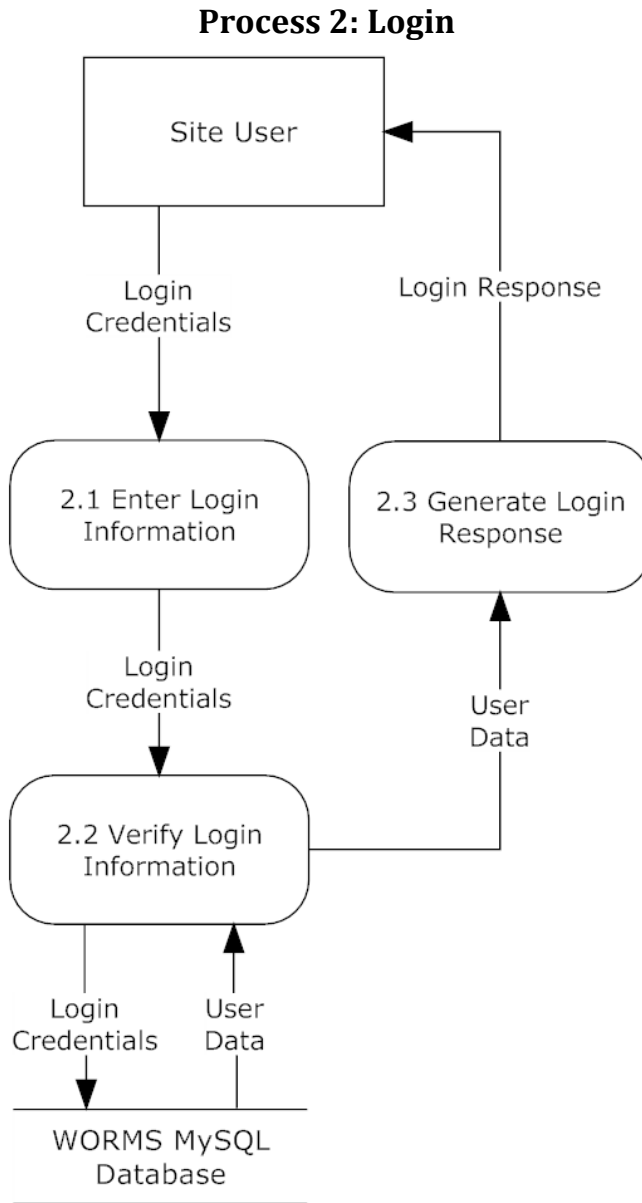 Process 2: Login
Site User
Login
Credentials
Login Response
2.1 Enter Login
Information
2.3 Generate Login
Response
Login
Credentials
User
Data
2.2 Verify Login
Information
Login
Credentials
User
Data
WORMS MySQL
Database